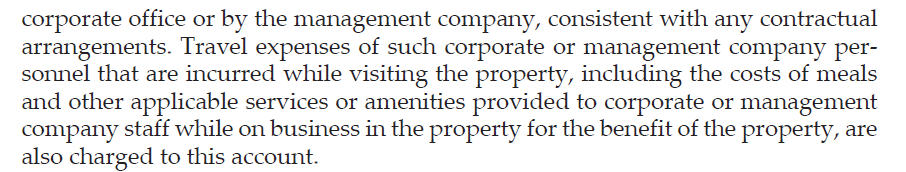 corporate office or by the management company, consistent with any contractual
arrangements. Travel expenses of such corporate or management company per-
sonnel that are incurred while visiting the property, including the costs of meals
and other applicable services or amenities provided to corporate or management
company staff while on business in the property for the benefit of the property, are
also charged to this account.